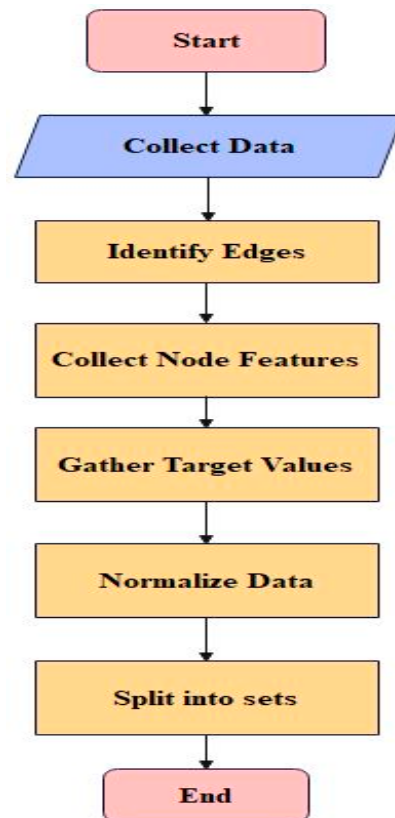 Start
Collect Data
Identify Edges
Collect Node Features
Gather Target Values
Normalize Data
Split into sets
End